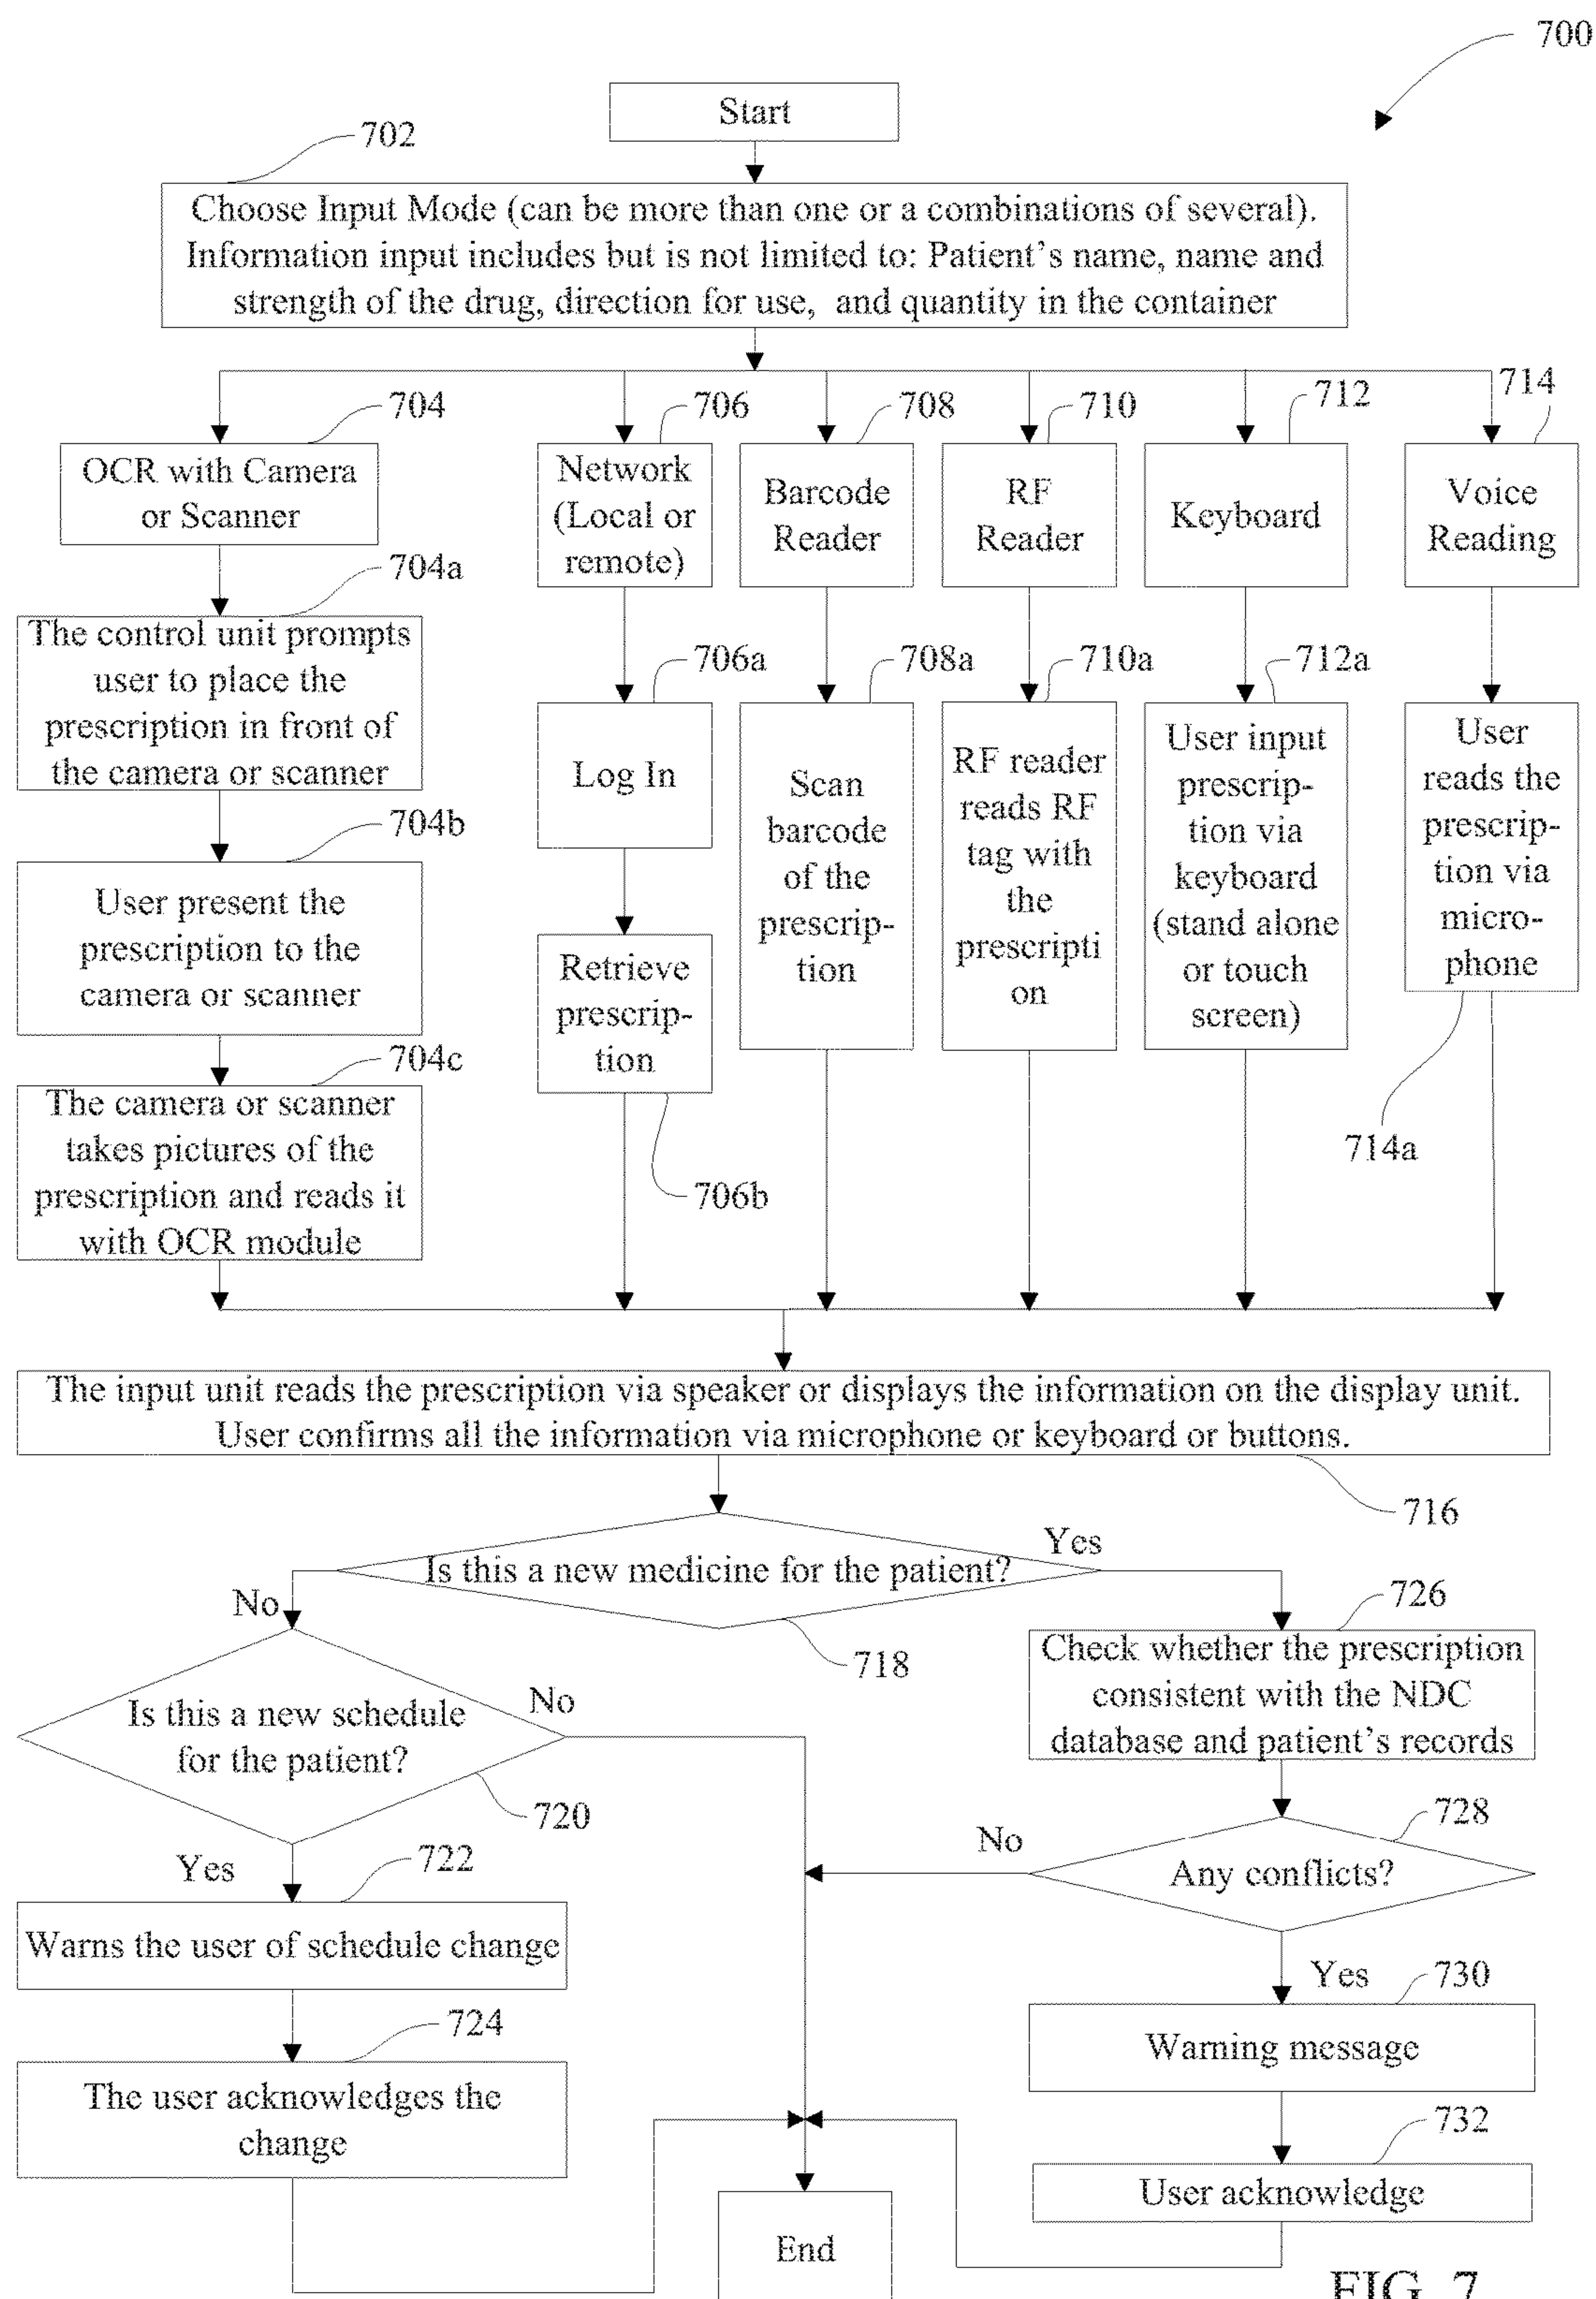 700
Start
702
Choose Input Mode (can be more than one or a combinations of several).
Information input includes but is not limited to: Patient's name, name and
strength of the drug, direction for use, and quantity in the container
704
706
708
710
712
714
OCR with Camera
or Scanner
Network
(Local or
remote)
Barcode
Reader
RF
Reader
Keyboard
Voice
Reading
704a
The control unit prompts
user to place the
prescription in front of
the camera or scanner
706a
Log In
708a
Scan
barcode
of the
prescrip-
tion
710a
RF reader
reads RF
tag with
the
prescripti
on
712a
User input
prescrip-
tion via
keyboard
(stand alone
or touch
screen)
User
reads the
prescrip-
tion via
micro-
phone
714a
704b
User present the
prescription to the
camera or scanner
Retrieve
prescrip-
tion
706b
704c
The camera or scanner
takes pictures of the
prescription and reads it
with OCR module
The input unit reads the prescription via speaker or displays the information on the display unit.
User confirms all the information via microphone or keyboard or buttons.
716
Is this a new medicine for the patient?
Yes
No
718
726
Check whether the prescription
consistent with the NDC
database and patient's records
Is this a new schedule
for the patient?
No
720
Yes
728
Any conflicts?
No
Yes
722
Warns the user of schedule change
730
Warning message
724
The user acknowledges the
change
732
User acknowledge
End
FIG. 7